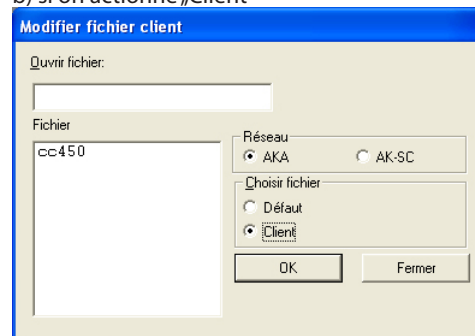 b) si on actionne „Client"
Modifier fichier client
Ouvrir fichier:
Fichier
cc450
Réseau
AKA
AK-SC
Choisir fichier
Défaut
Client
OK
Fermer